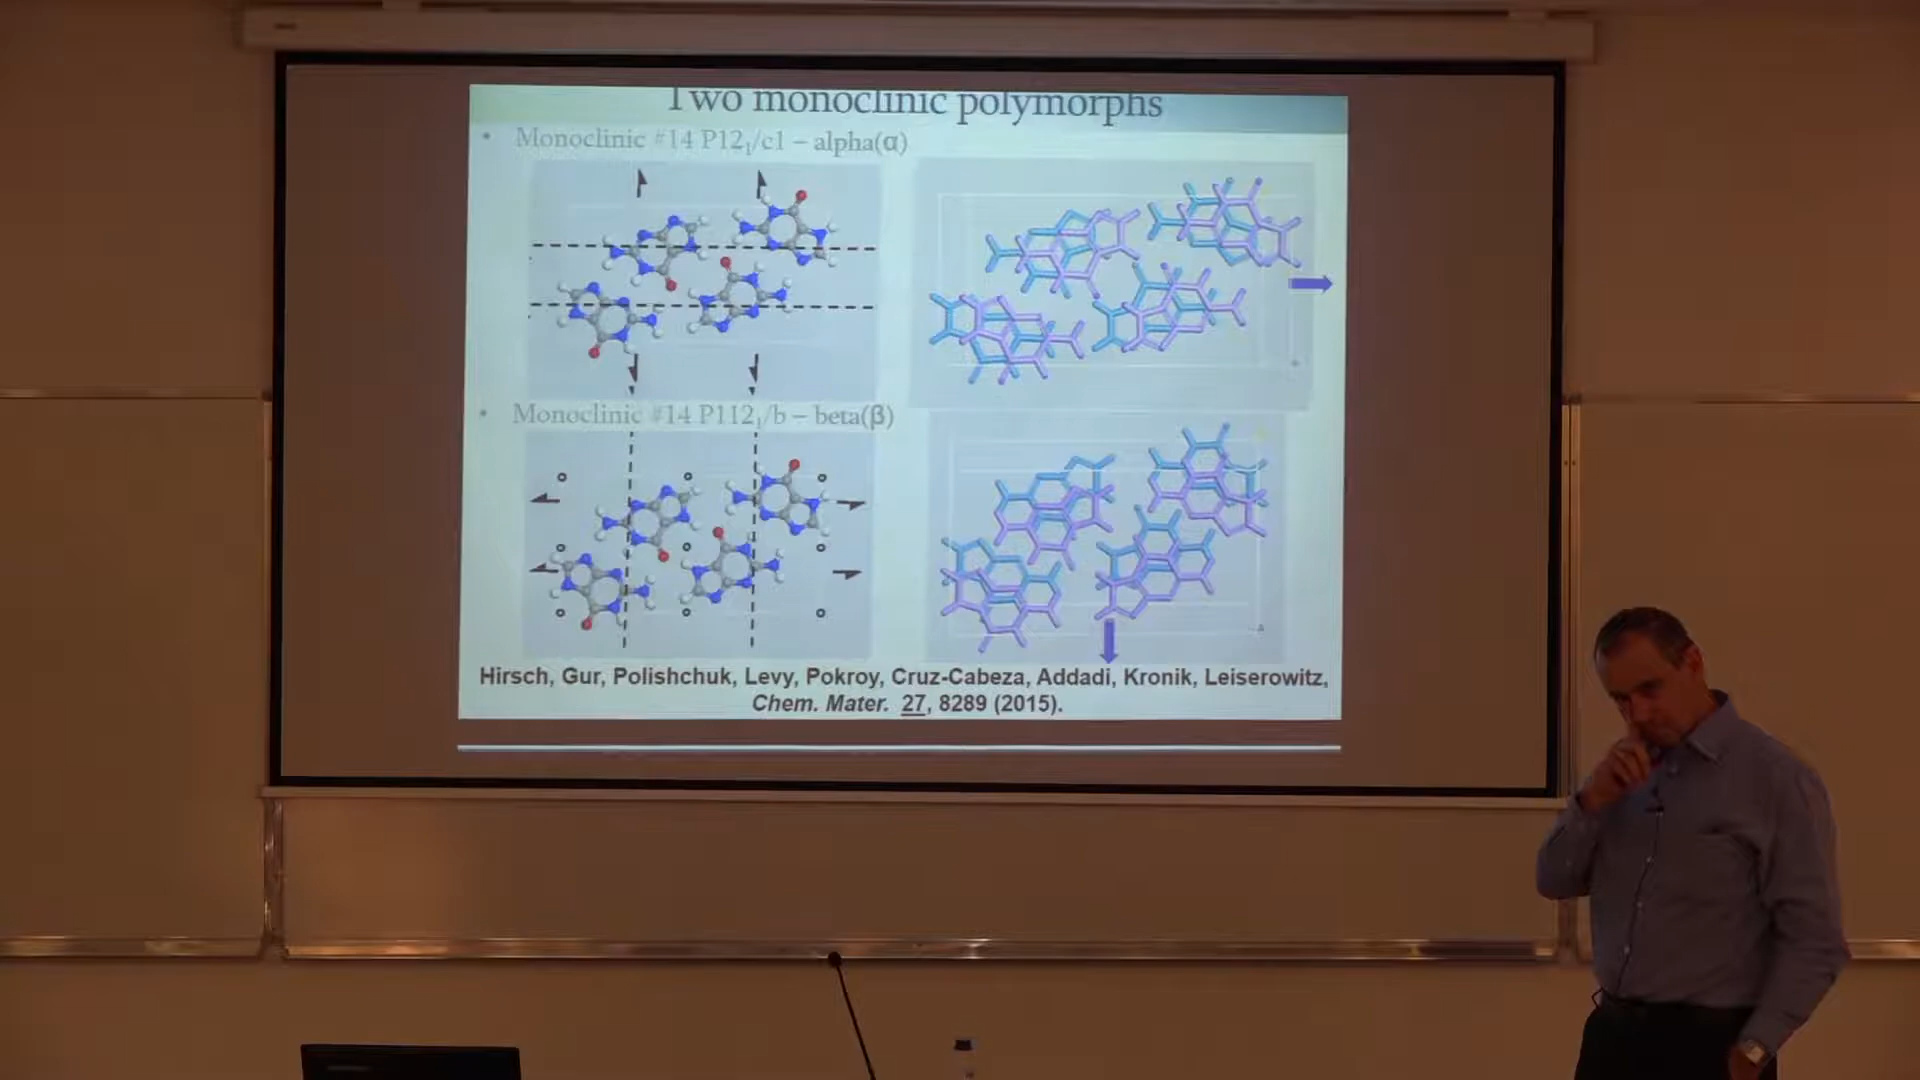 Two monoclinic polymorphs
• Monoclinic #14 P12₁/c1 – alpha(α)
• Monoclinic #14 P112₁/b – beta(β)
Hirsch, Gur, Polishchuk, Levy, Pokroy, Cruz-Cabeza, Addadi, Kronik, Leiserowitz,
Chem. Mater. 27, 8289 (2015).